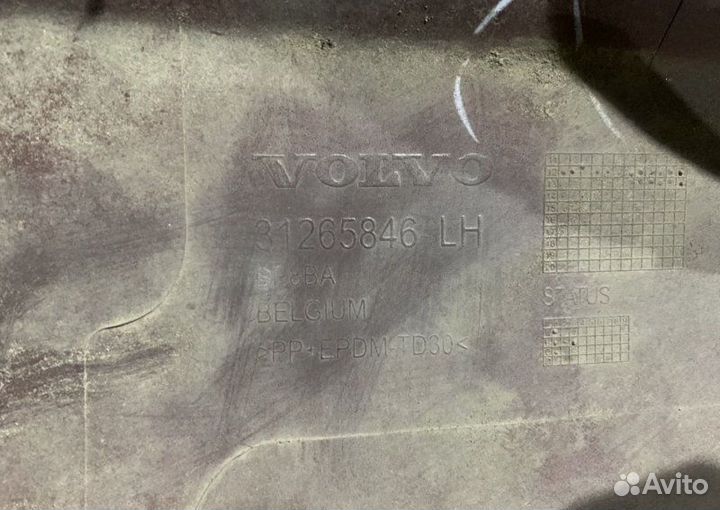 VOLVO
31265846 LH
BELGIUM
>PP+EPDM-TD30<
STATUS
Avito